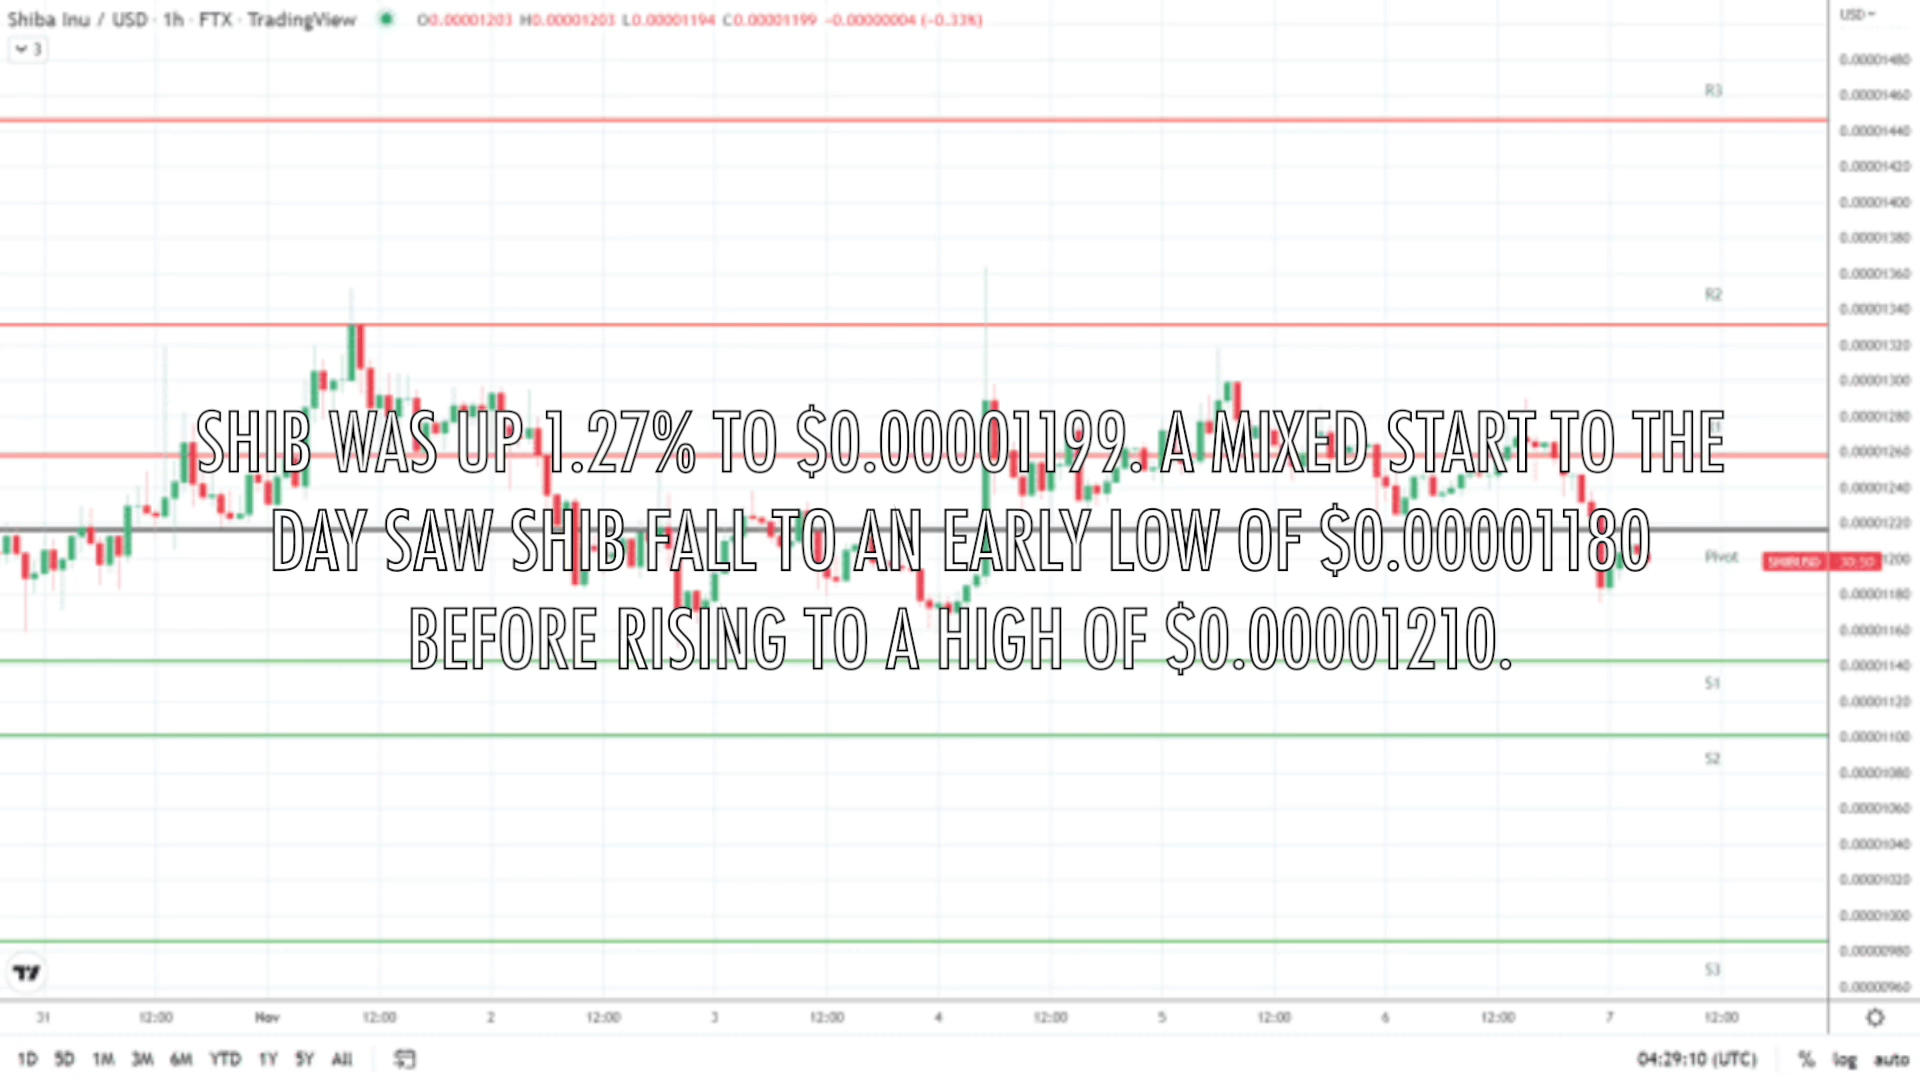 Shiba Inu / USD · 1h · FTX · TradingView O0.00001203 H0.00001203 L0.00001194 C0.00001199 −0.00000004 (−0.33%) USD
3
0.00001480
R3
0.00001460
0.00001440
0.00001420
0.00001400
0.00001380
0.00001360
R2
0.00001340
0.00001320
0.00001300
0.00001280
SHIB WAS UP 1.27% TO $0.00001199. A MIXED START TO THE
0.00001260
0.00001240
0.00001220
DAY SAW SHIB FALL TO AN EARLY LOW OF $0.00001180
Pivot SHIBUSD 30:50 1200
0.00001180
BEFORE RISING TO A HIGH OF $0.00001210.
0.00001160
0.00001140
S1
0.00001120
0.00001100
S2
0.00001080
0.00001060
0.00001040
0.00001020
0.00001000
0.00000980
S3
0.00000960
31 12:00 Nov 12:00 2 12:00 3 12:00 4 12:00 5 12:00 6 12:00 7 12:00
1D 5D 1M 3M 6M YTD 1Y 5Y All 04:29:10 (UTC) % log auto